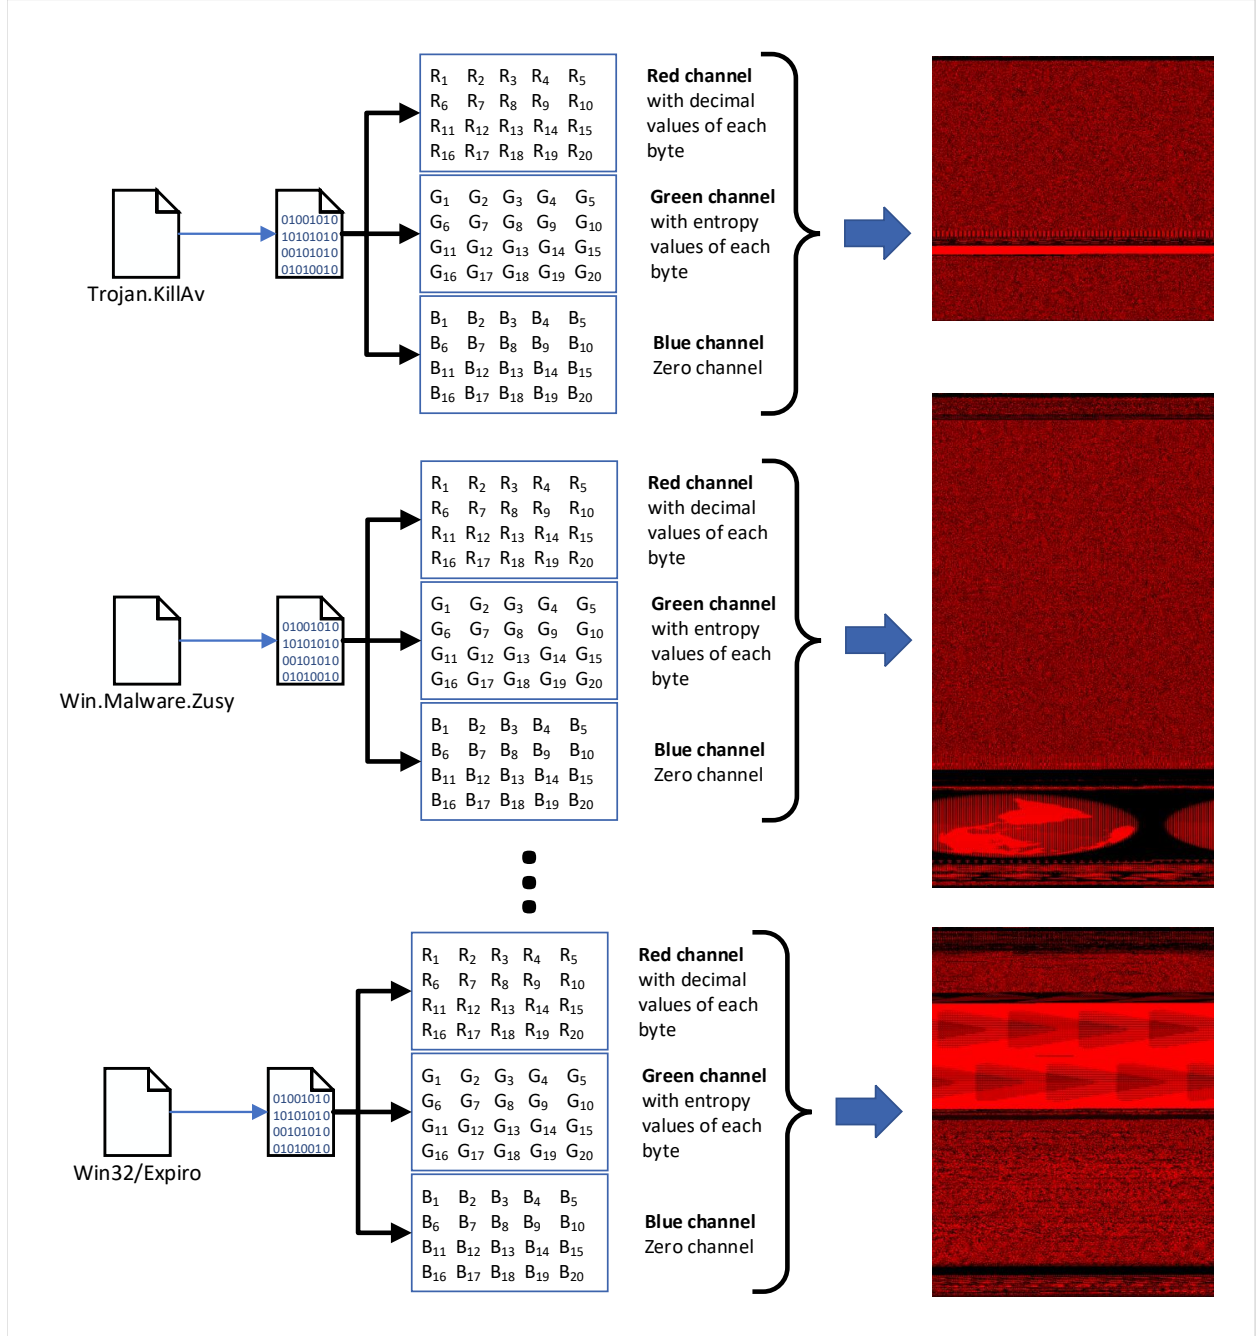 R1 R2 R3 R4 R5
R6 R7 R8 R9 R10
R11 R12 R13 R14 R15
R16 R17 R18 R19 R20
Red channel
with decimal
values of each
byte
G1 G2 G3 G4 G5
G6 G7 G8 G9 G10
G11 G12 G13 G14 G15
G16 G17 G18 G19 G20
Green channel
with entropy
values of each
byte
01001010
10101010
00101010
01010010
Trojan.KillAv
B1 B2 B3 B4 B5
B6 B7 B8 B9 B10
B11 B12 B13 B14 B15
B16 B17 B18 B19 B20
Blue channel
Zero channel
R1 R2 R3 R4 R5
R6 R7 R8 R9 R10
R11 R12 R13 R14 R15
R16 R17 R18 R19 R20
Red channel
with decimal
values of each
byte
G1 G2 G3 G4 G5
G6 G7 G8 G9 G10
G11 G12 G13 G14 G15
G16 G17 G18 G19 G20
Green channel
with entropy
values of each
byte
01001010
10101010
00101010
01010010
Win.Malware.Zusy
B1 B2 B3 B4 B5
B6 B7 B8 B9 B10
B11 B12 B13 B14 B15
B16 B17 B18 B19 B20
Blue channel
Zero channel
R1 R2 R3 R4 R5
R6 R7 R8 R9 R10
R11 R12 R13 R14 R15
R16 R17 R18 R19 R20
Red channel
with decimal
values of each
byte
G1 G2 G3 G4 G5
G6 G7 G8 G9 G10
G11 G12 G13 G14 G15
G16 G17 G18 G19 G20
Green channel
with entropy
values of each
byte
01001010
10101010
00101010
01010010
Win32/Expiro
B1 B2 B3 B4 B5
B6 B7 B8 B9 B10
B11 B12 B13 B14 B15
B16 B17 B18 B19 B20
Blue channel
Zero channel